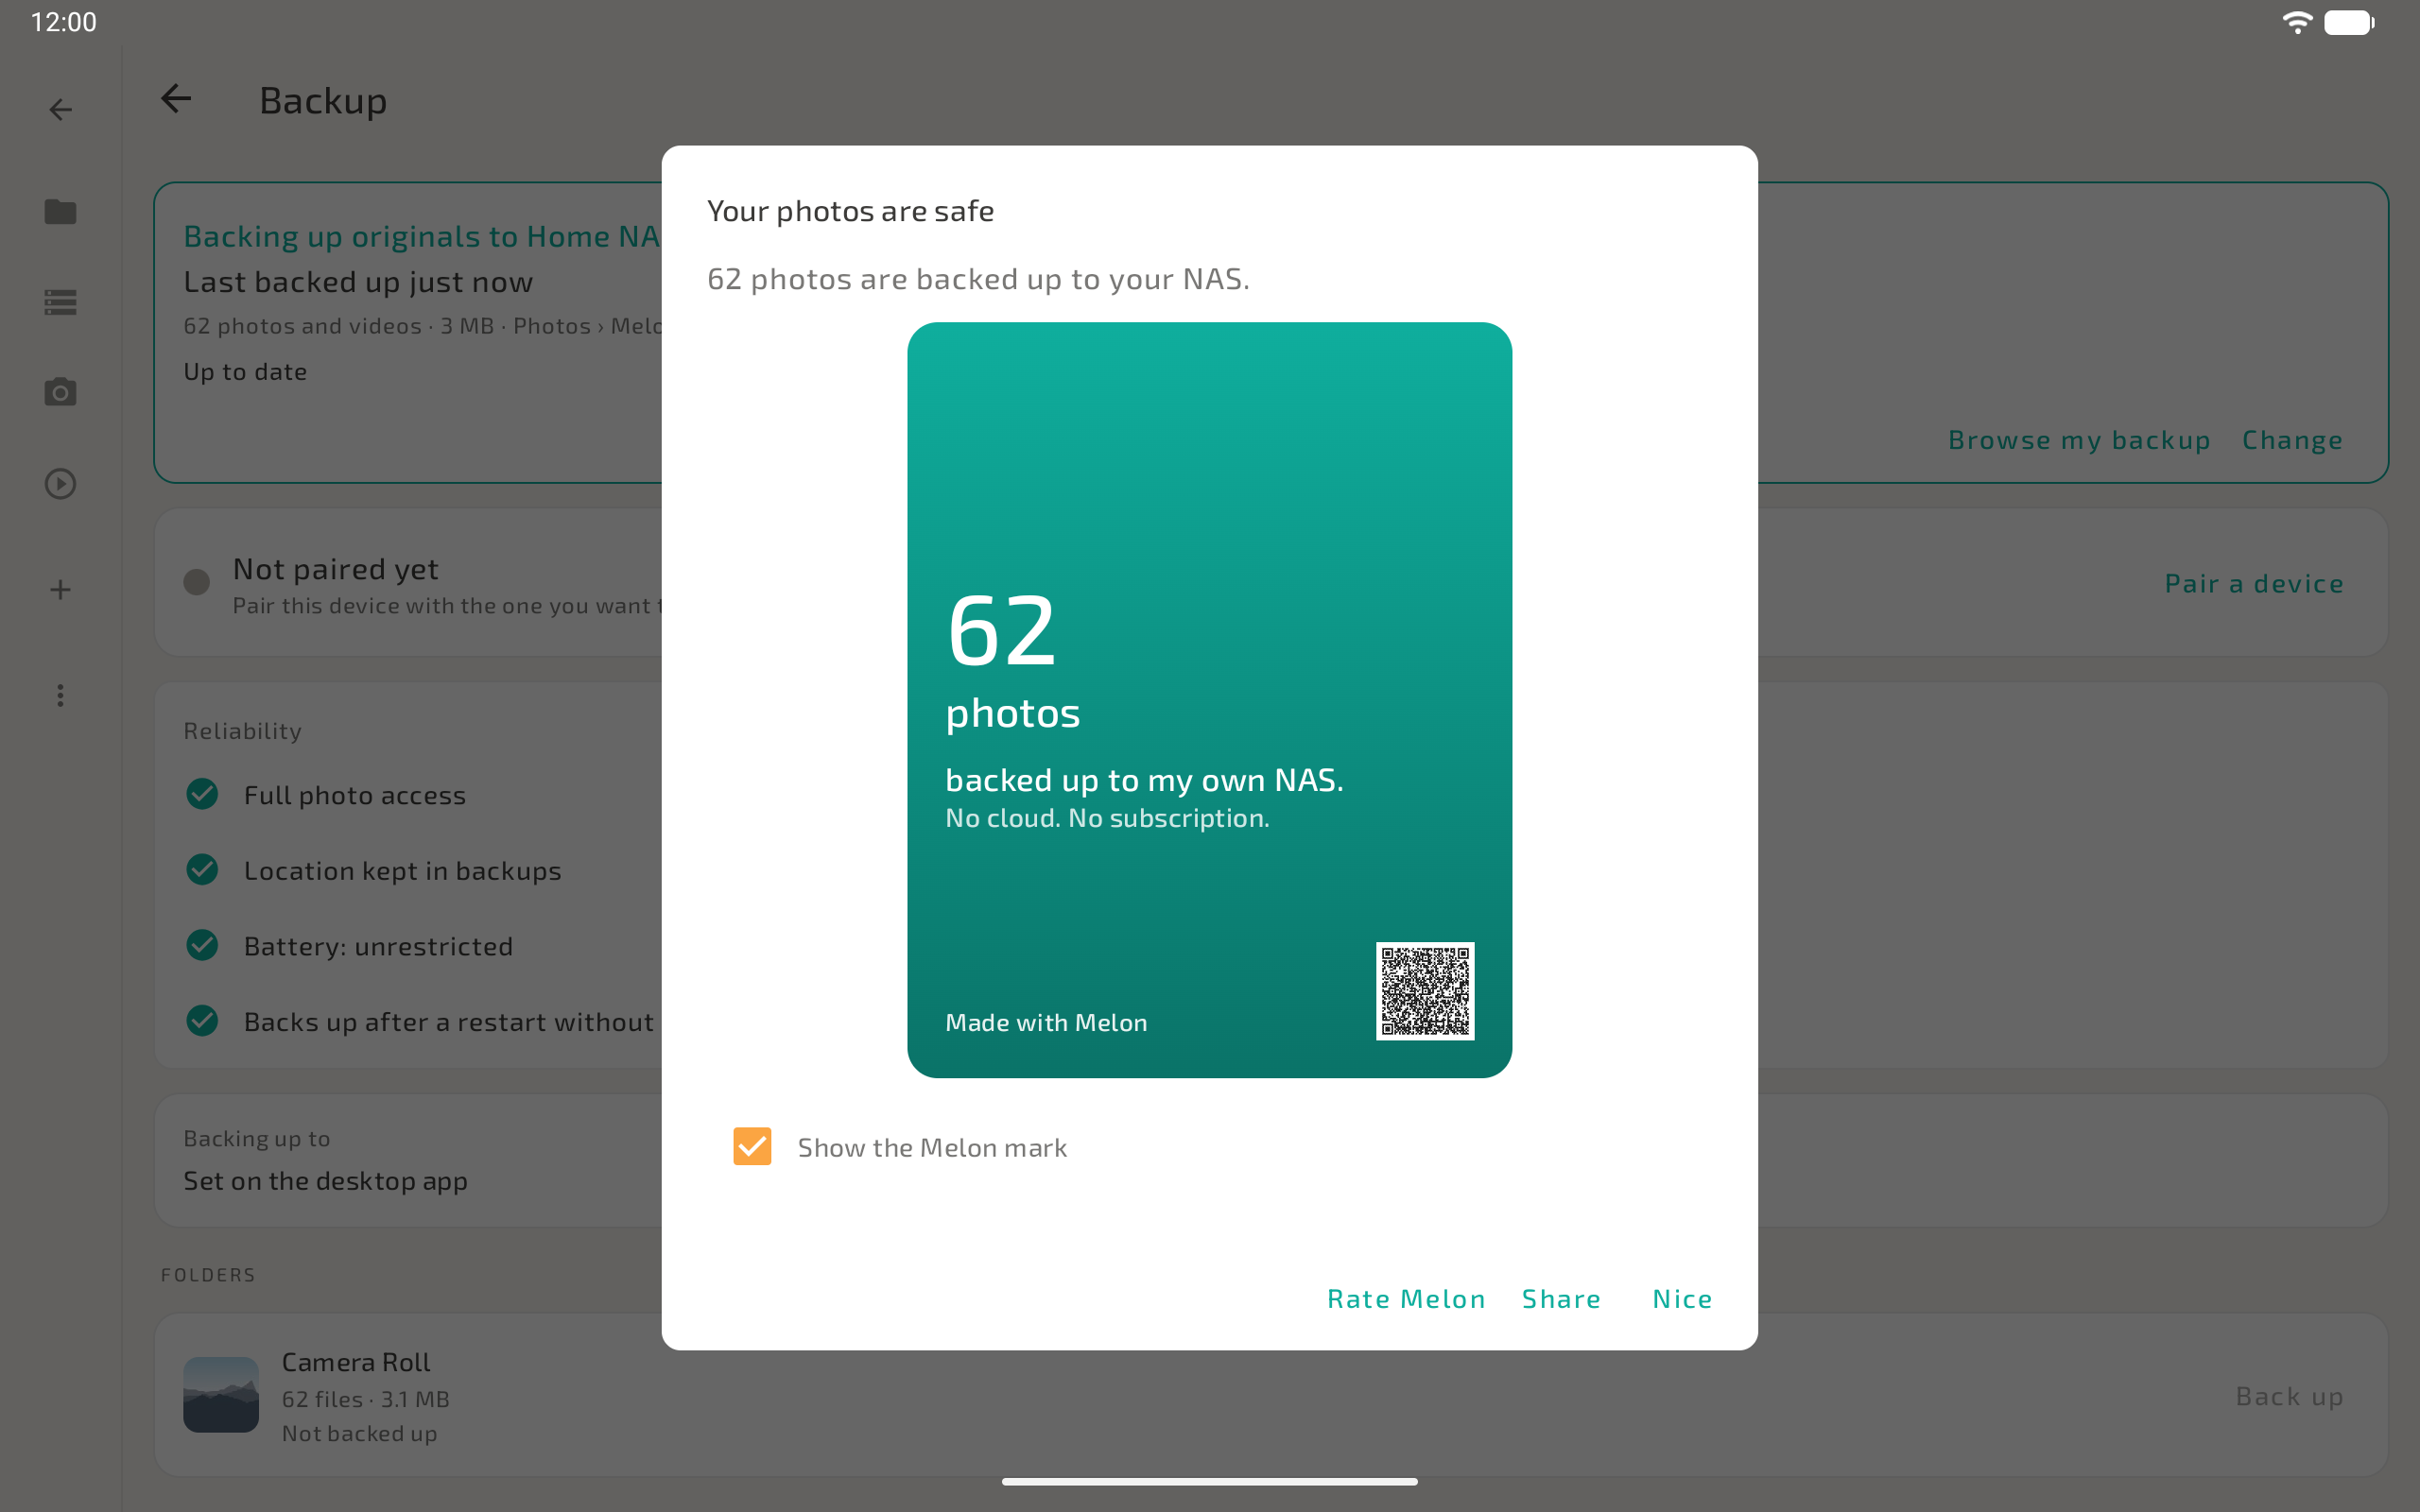 12:00
Backup
Backing up originals to Home NA
Last backed up just now
62 photos and videos · 3 MB · Photos › Melo
Up to date
Browse my backup
Change
Not paired yet
Pair this device with the one you want
Pair a device
Reliability
Full photo access
Location kept in backups
Battery: unrestricted
Backs up after a restart without
Backing up to
Set on the desktop app
FOLDERS
Camera Roll
62 files · 3.1 MB
Not backed up
Back up
Your photos are safe
62 photos are backed up to your NAS.
62
photos
backed up to my own NAS.
No cloud. No subscription.
Made with Melon
Show the Melon mark
Rate Melon
Share
Nice